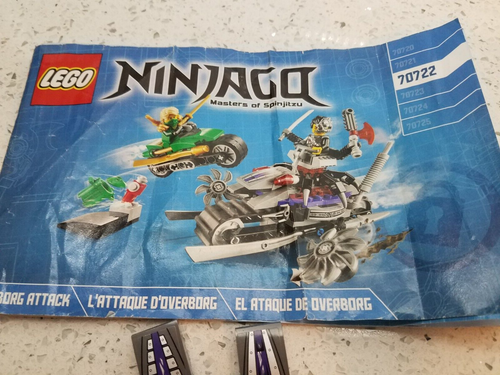 LEGO
NINJAGO
Masters of Spinjitzu
70720
70721
70722
70723
70724
70725
BORG ATTACK
L'ATTAQUE D'OVERBORG
EL ATAQUE DE OVERBORG